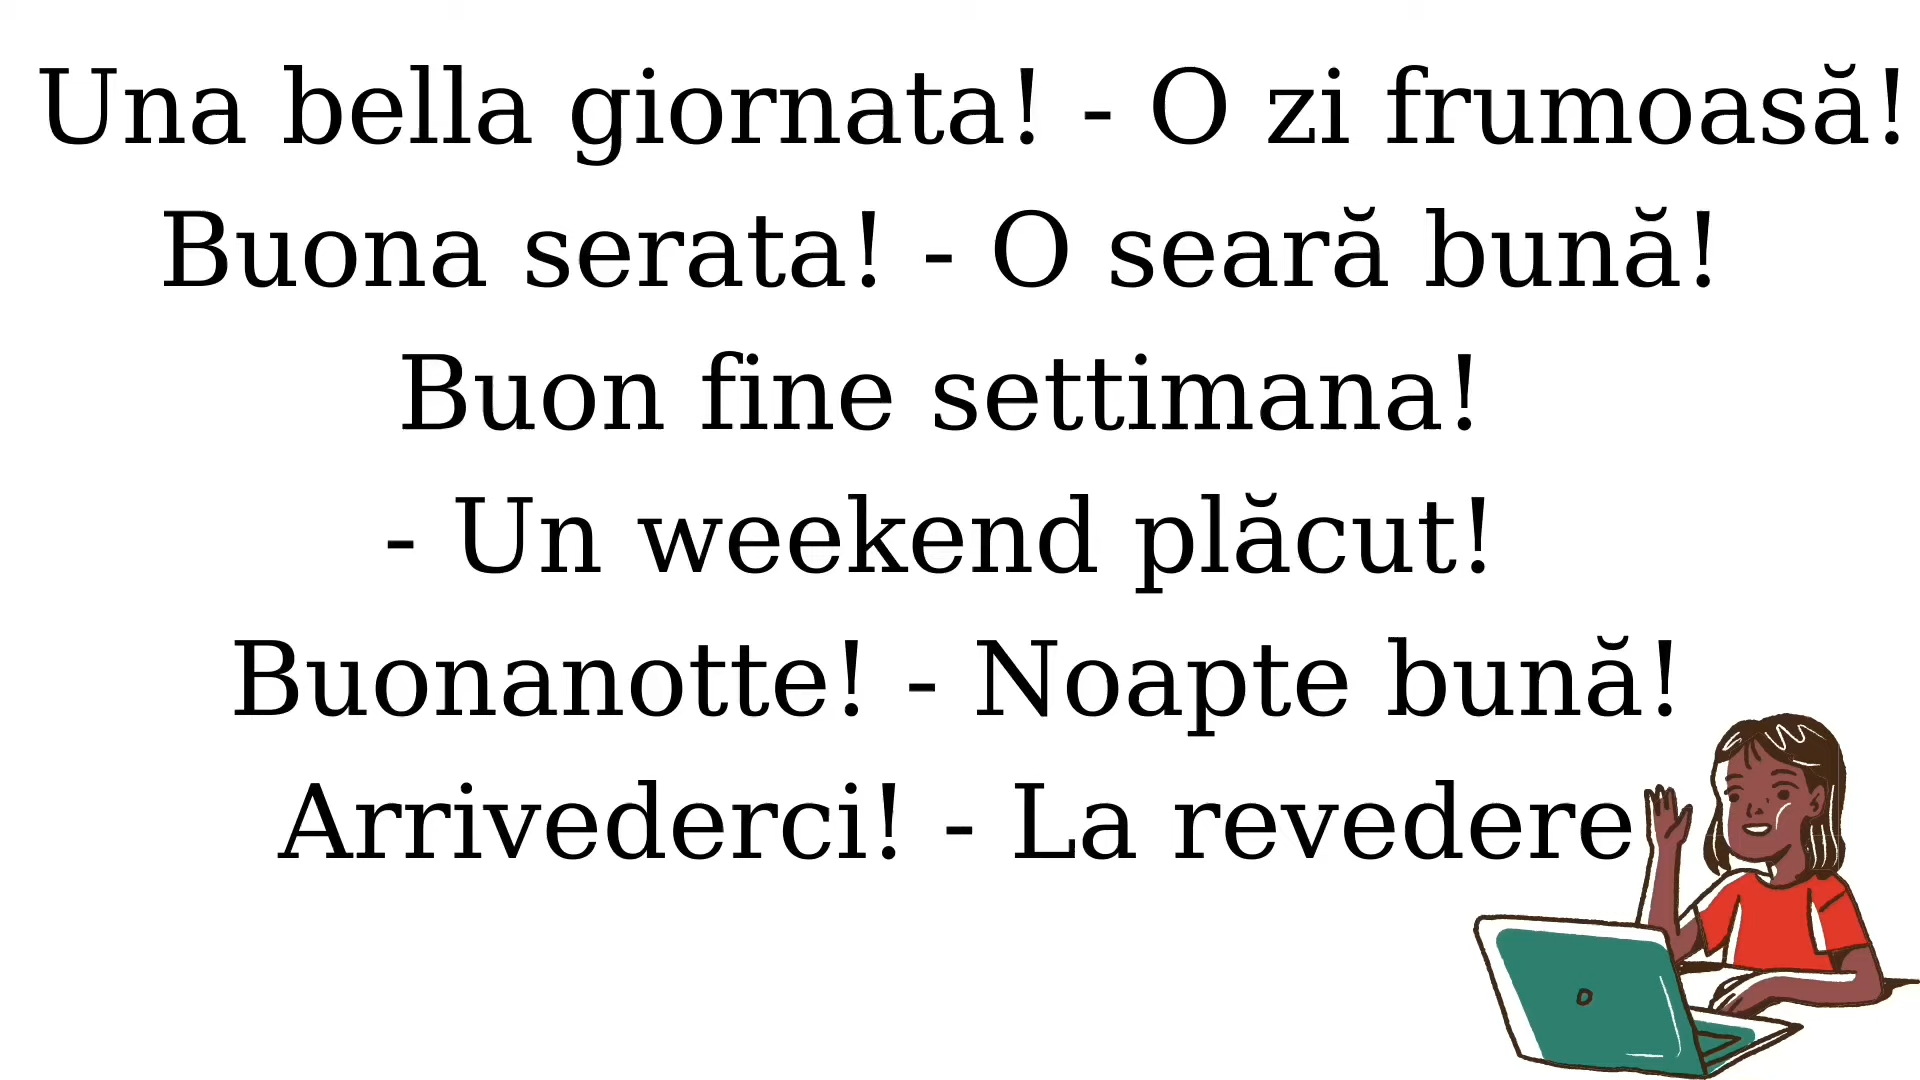 Una bella giornata! - O zi frumoasă!
Buona serata! - O seară bună!
Buon fine settimana!
- Un weekend plăcut!
Buonanotte! - Noapte bună!
Arrivederci! - La revedere